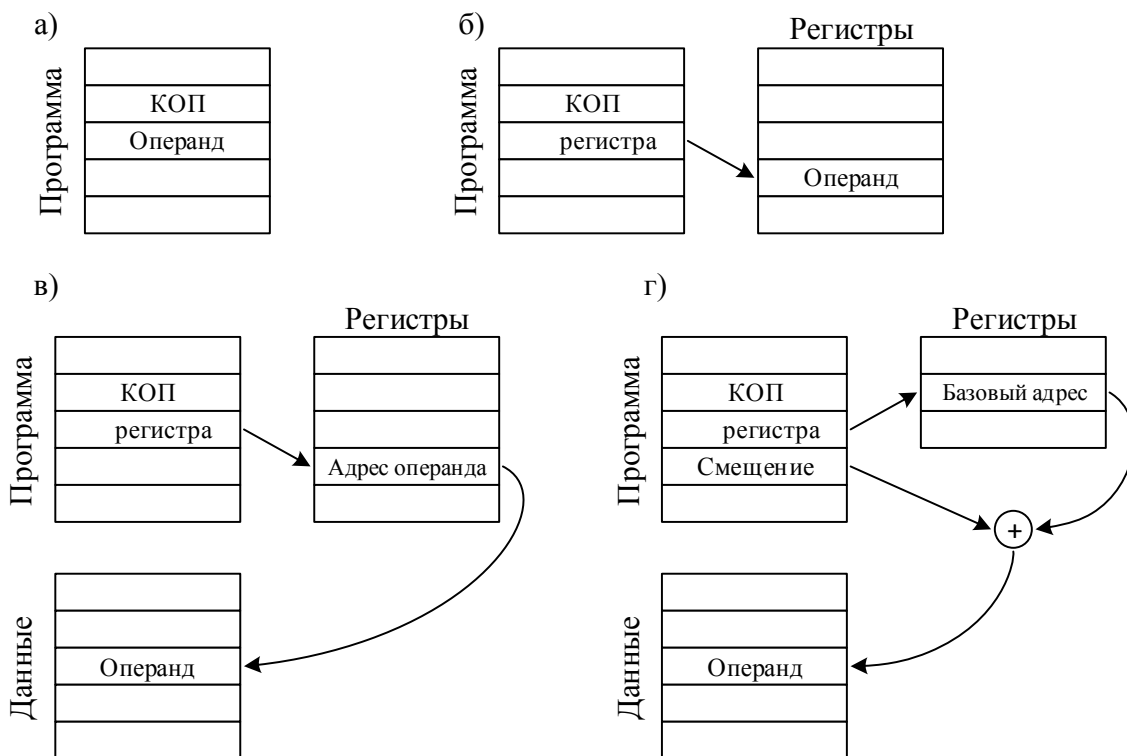 а)
Программа
КОП
Операнд
б)
Регистры
Программа
КОП
регистра
Операнд
в)
Регистры
Программа
КОП
регистра
Адрес операнда
Данные
Операнд
г)
Регистры
Программа
КОП
регистра
Смещение
Базовый адрес
+
Данные
Операнд